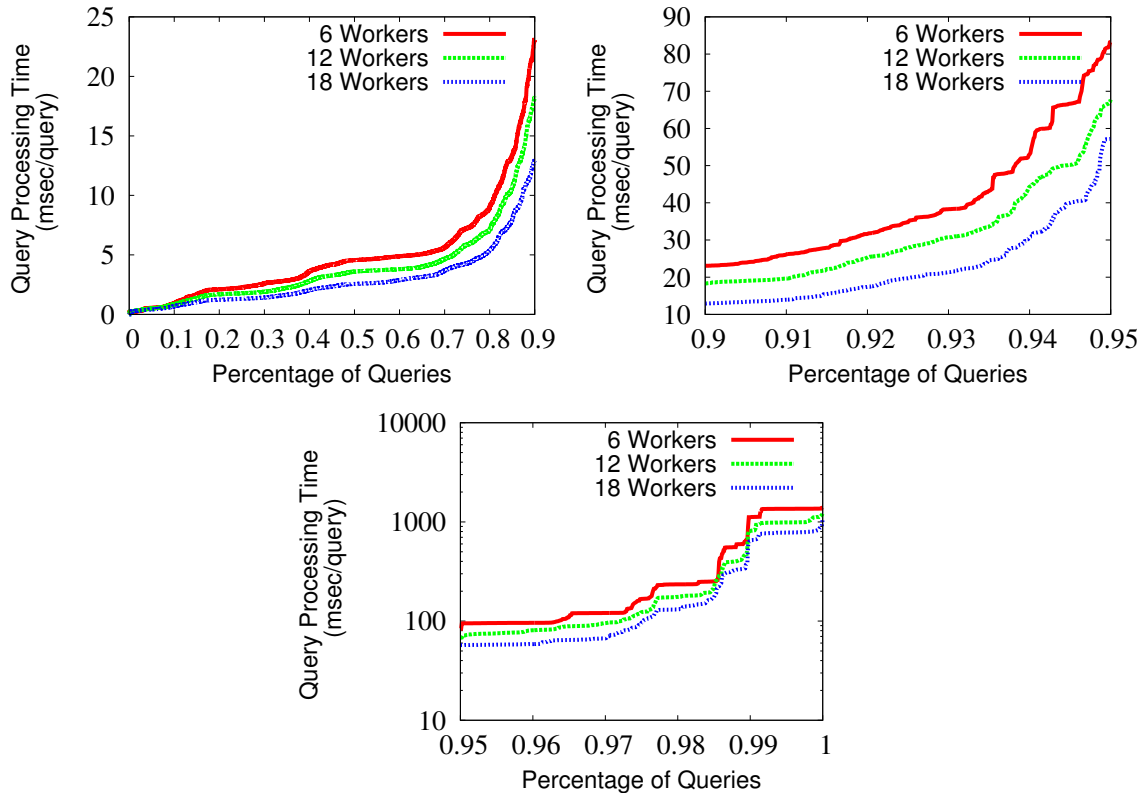 Query Processing Time
(msec/query)
25
20
15
10
5
0
6 Workers
12 Workers
18 Workers
0 0.1 0.2 0.3 0.4 0.5 0.6 0.7 0.8 0.9
Percentage of Queries
Query Processing Time
(msec/query)
90
80
70
60
50
40
30
20
10
6 Workers
12 Workers
18 Workers
0.9 0.91 0.92 0.93 0.94 0.95
Percentage of Queries
Query Processing Time
(msec/query)
10000
1000
100
10
6 Workers
12 Workers
18 Workers
0.95 0.96 0.97 0.98 0.99 1
Percentage of Queries